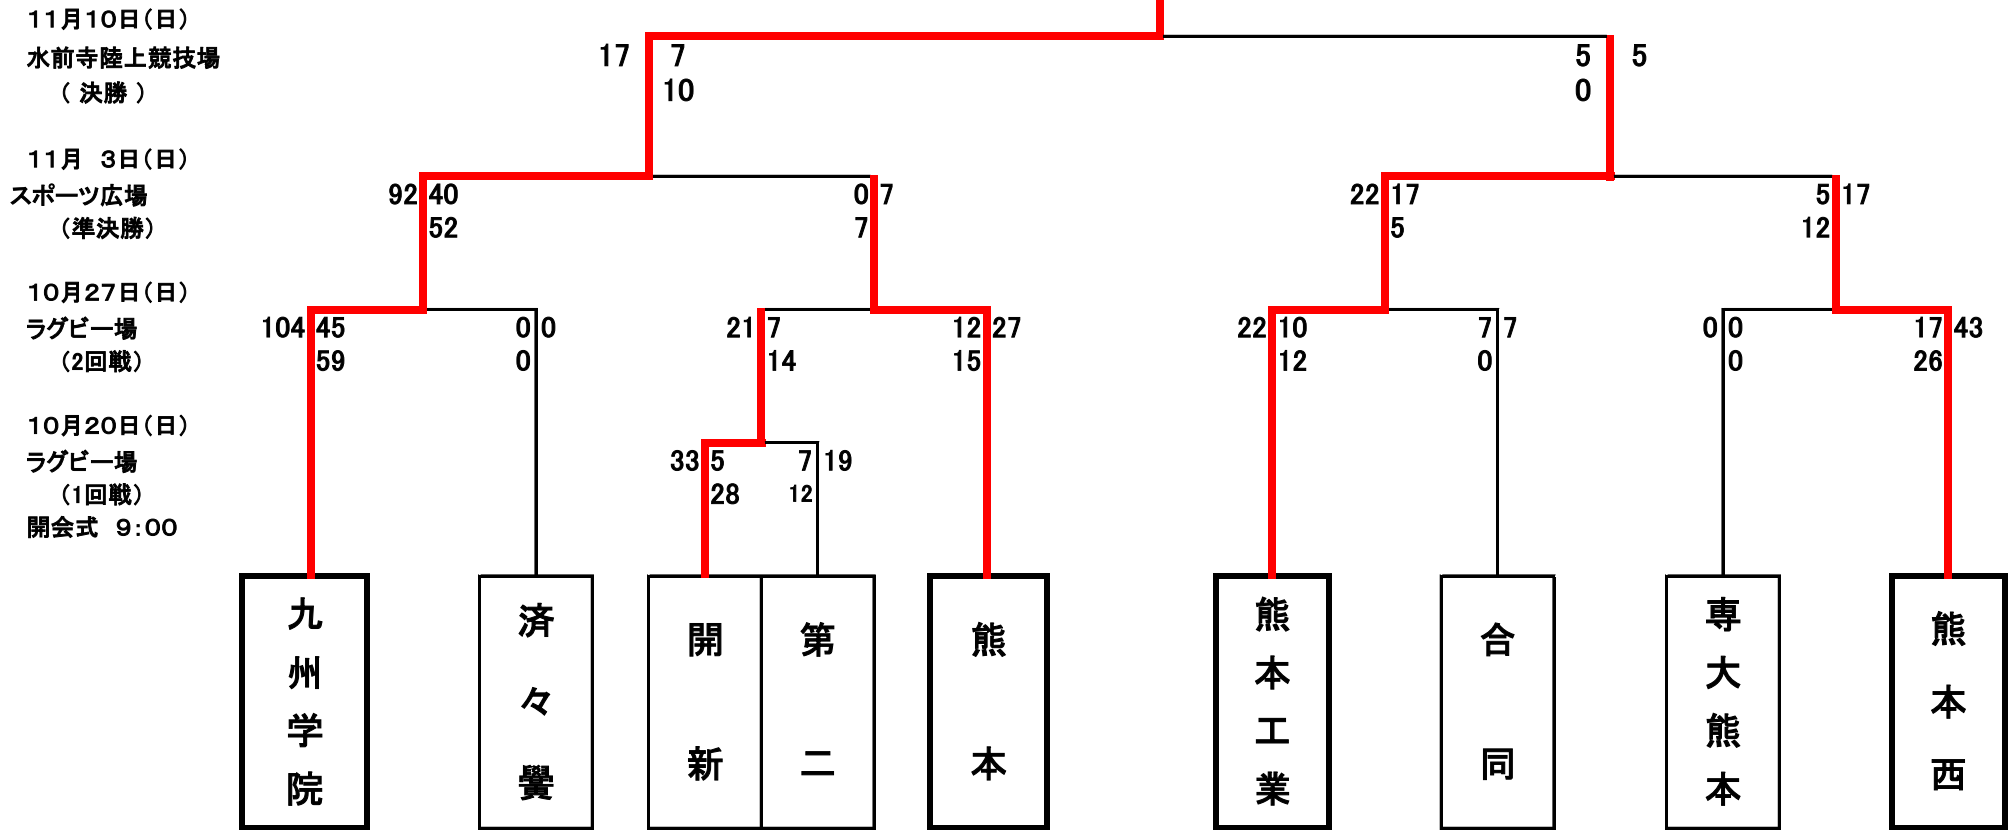 11月10日（日）
水前寺陸上競技場
（ 決勝 ）
17 7 5 5
10 0
11月 3日（日）
スポーツ広場
（準決勝）
92 40 0 7 22 17 5 17
52 7 5 12
10月27日（日）
ラグビー場
（2回戦）
104 45 0 0 21 7 12 27 22 10 7 7 0 0 17 43
59 0 14 15 12 0 0 26
10月20日（日）
ラグビー場
（1回戦）
開会式 9：00
33 5 7 19
28 12
九州学院
済々黌
開新
第二
熊本
熊本工業
合同
専大熊本
熊本西